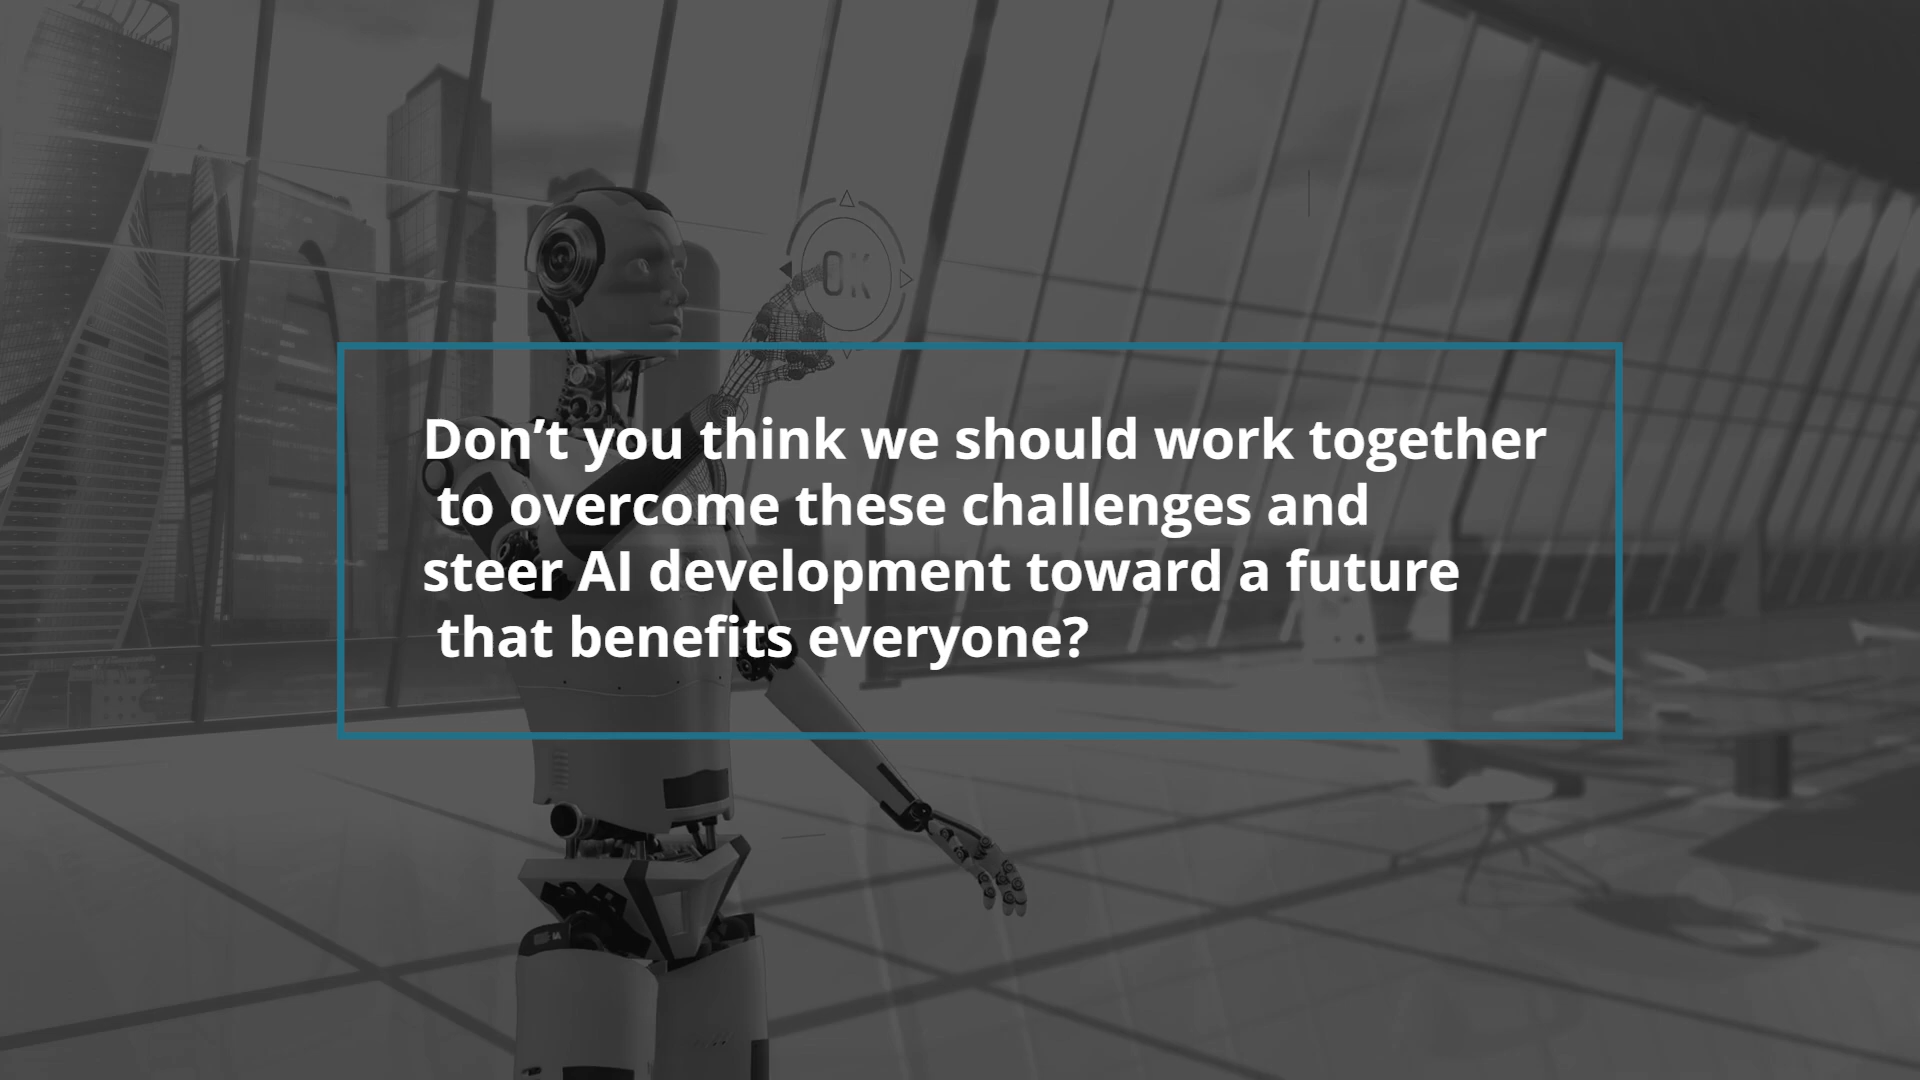 OK
Don’t you think we should work together
to overcome these challenges and
steer AI development toward a future
that benefits everyone?